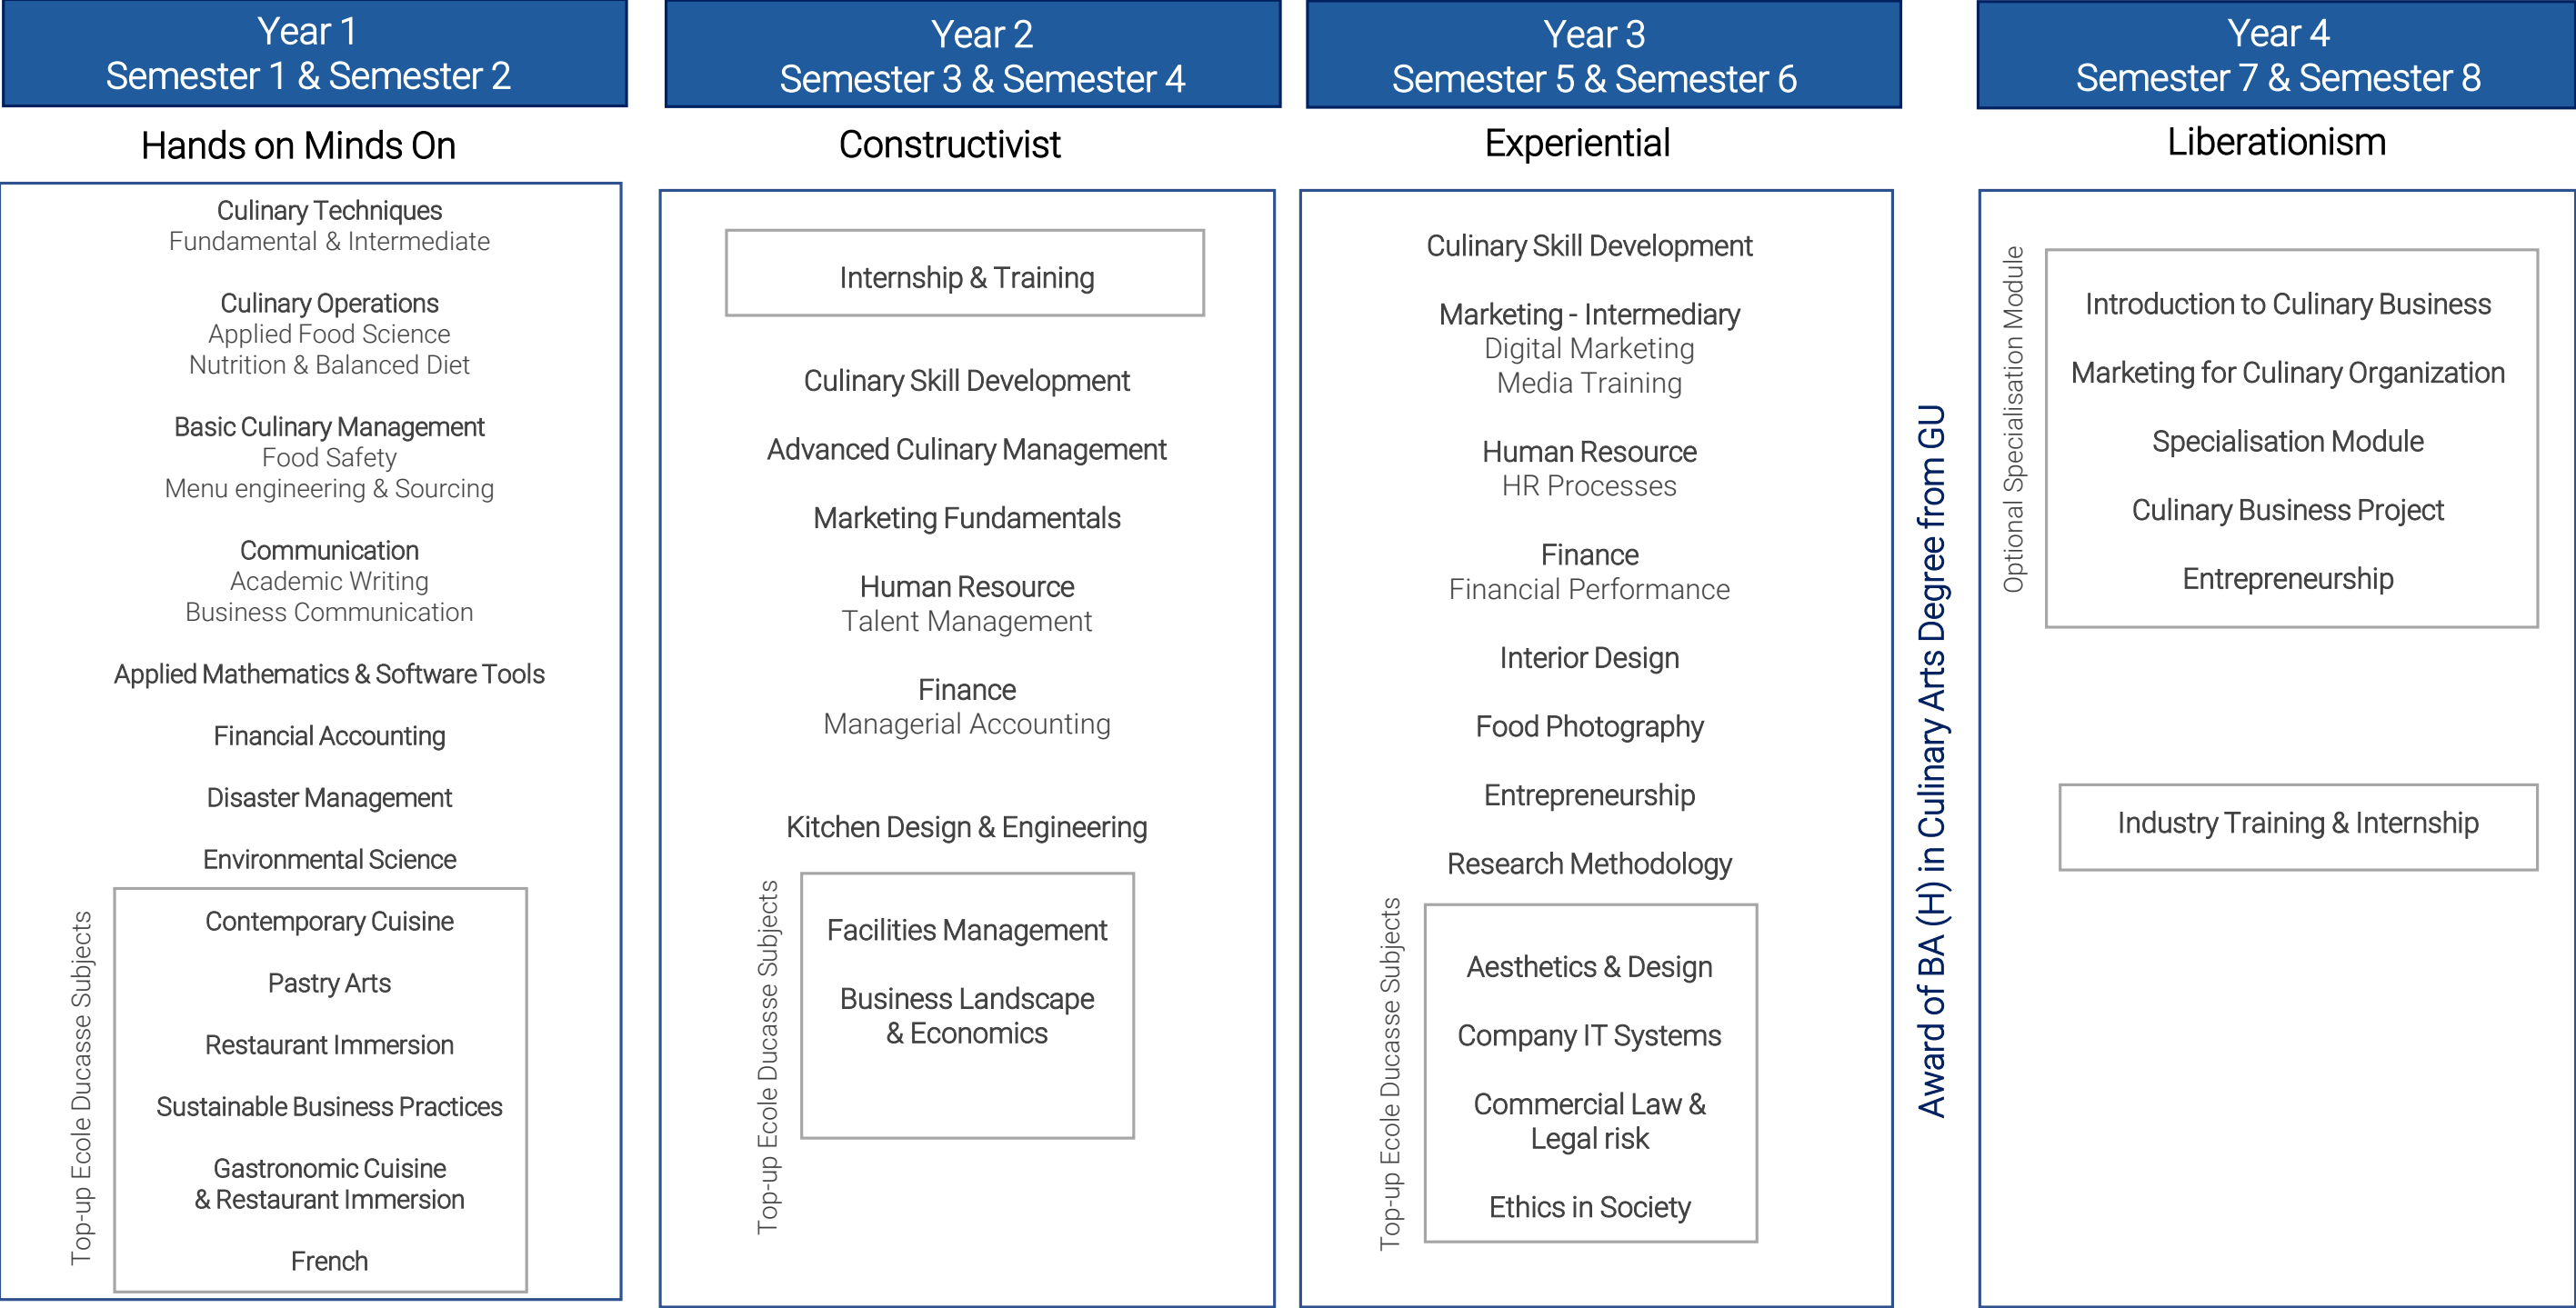 Year 1
Semester 1 & Semester 2
Hands on Minds On
Culinary Techniques
Fundamental & Intermediate
Culinary Operations
Applied Food Science
Nutrition & Balanced Diet
Basic Culinary Management
Food Safety
Menu engineering & Sourcing
Communication
Academic Writing
Business Communication
Applied Mathematics & Software Tools
Financial Accounting
Disaster Management
Environmental Science
Top-up Ecole Ducasse Subjects
Contemporary Cuisine
Pastry Arts
Restaurant Immersion
Sustainable Business Practices
Gastronomic Cuisine
& Restaurant Immersion
French
Year 2
Semester 3 & Semester 4
Constructivist
Internship & Training
Culinary Skill Development
Advanced Culinary Management
Marketing Fundamentals
Human Resource
Talent Management
Finance
Managerial Accounting
Kitchen Design & Engineering
Top-up Ecole Ducasse Subjects
Facilities Management
Business Landscape
& Economics
Year 3
Semester 5 & Semester 6
Experiential
Culinary Skill Development
Marketing - Intermediary
Digital Marketing
Media Training
Human Resource
HR Processes
Finance
Financial Performance
Interior Design
Food Photography
Entrepreneurship
Research Methodology
Top-up Ecole Ducasse Subjects
Aesthetics & Design
Company IT Systems
Commercial Law &
Legal risk
Ethics in Society
Award of BA (H) in Culinary Arts Degree from GU
Year 4
Semester 7 & Semester 8
Liberationism
Optional Specialisation Module
Introduction to Culinary Business
Marketing for Culinary Organization
Specialisation Module
Culinary Business Project
Entrepreneurship
Industry Training & Internship